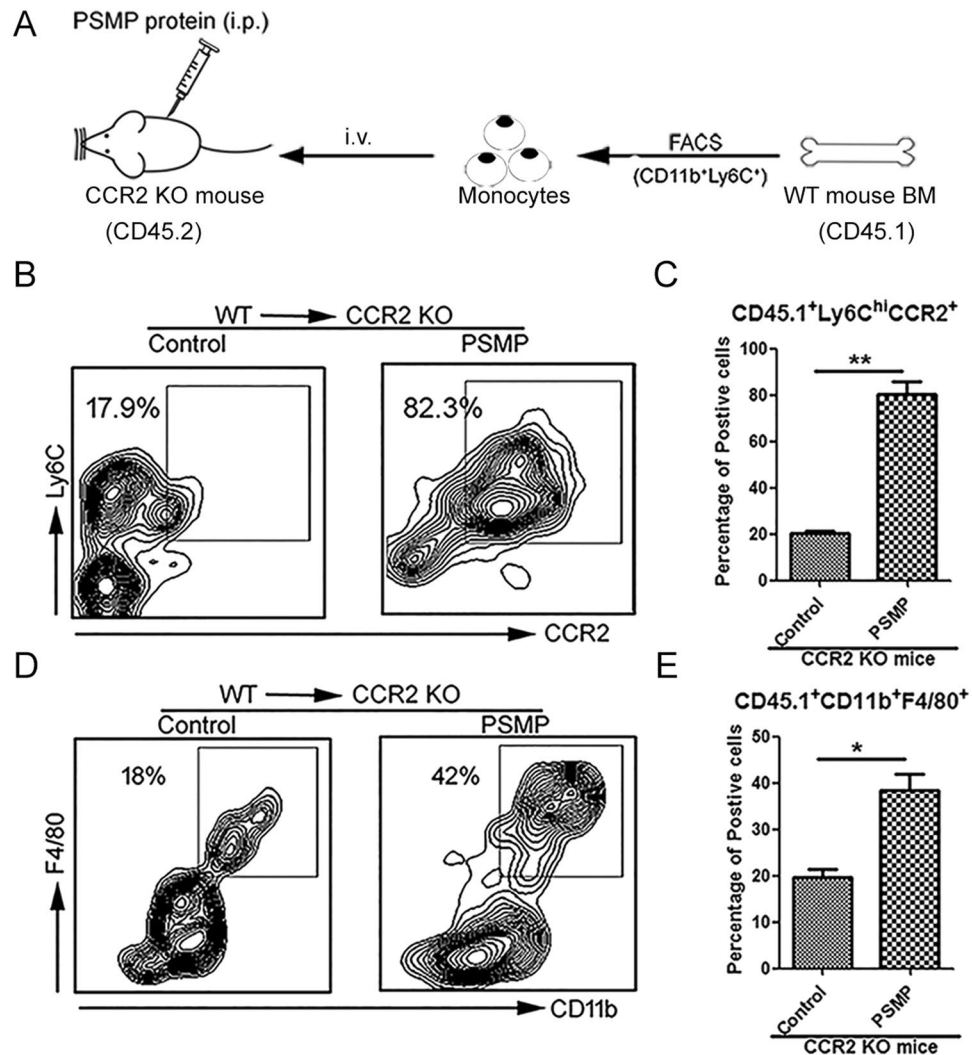 A
PSMP protein (i.p.)
i.v.
FACS
(CD11b⁺Ly6C⁺)
CCR2 KO mouse
(CD45.2)
Monocytes
WT mouse BM
(CD45.1)
B
WT CCR2 KO
Control PSMP
17.9%
82.3%
Ly6C
CCR2
C
CD45.1⁺Ly6C^hiCCR2⁺
Percentage of Postive cells
100
80
60
40
20
0
**
Control
PSMP
CCR2 KO mice
D
WT CCR2 KO
Control PSMP
18%
42%
F4/80
CD11b
E
CD45.1⁺CD11b⁺F4/80⁺
Percentage of Postive cells
50
40
30
20
10
0
*
Control
PSMP
CCR2 KO mice